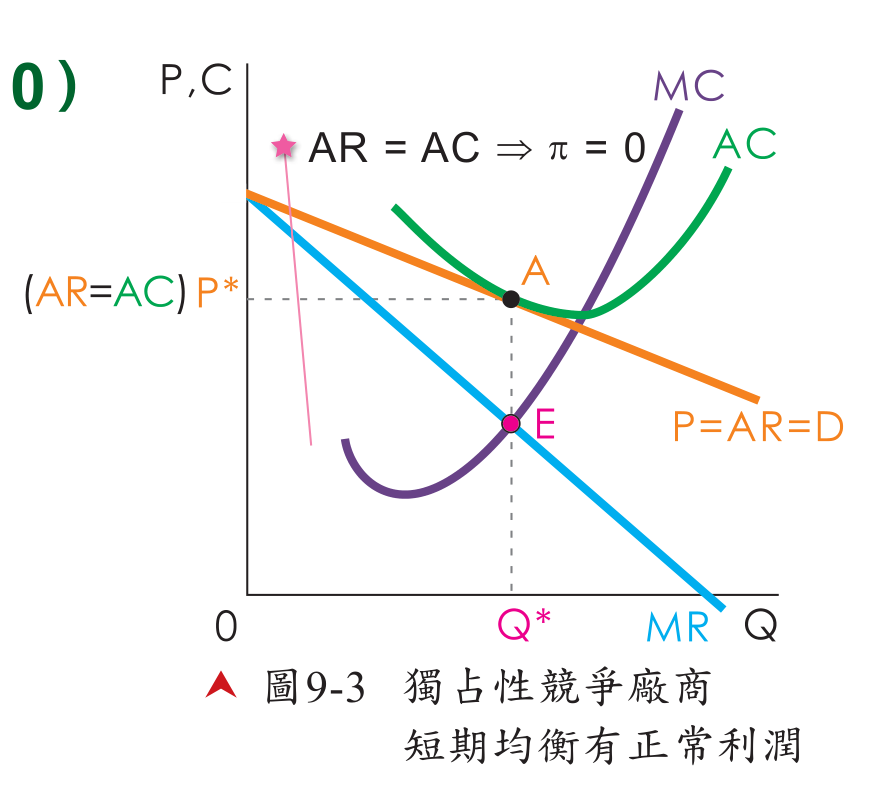 0)
P,C
MC
★ AR = AC ⇒ π = 0
AC
A
(AR=AC) P*
E
P=AR=D
0
Q*
MR
Q
圖9-3 獨占性競爭廠商
短期均衡有正常利潤